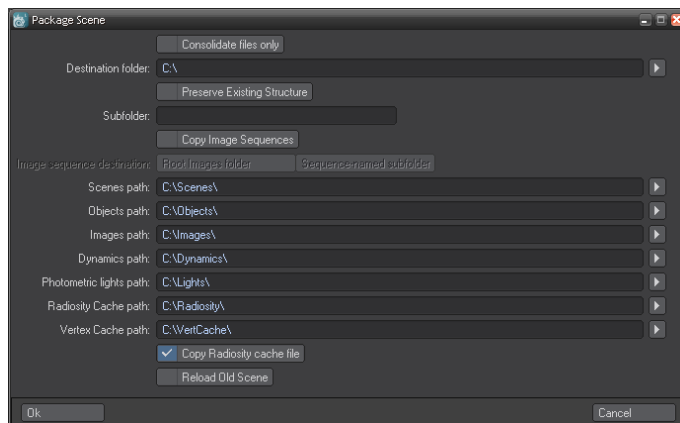 Package Scene
Consolidate files only
Destination folder: C:\
Preserve Existing Structure
Subfolder:
Copy Image Sequences
Image sequence destination: Root Images folder Sequence-named subfolder
Scenes path: C:\Scenes\
Objects path: C:\Objects\
Images path: C:\Images\
Dynamics path: C:\Dynamics\
Photometric lights path: C:\Lights\
Radiosity Cache path: C:\Radiosity\
Vertex Cache path: C:\VertCache\
Copy Radiosity cache file
Reload Old Scene
Ok Cancel